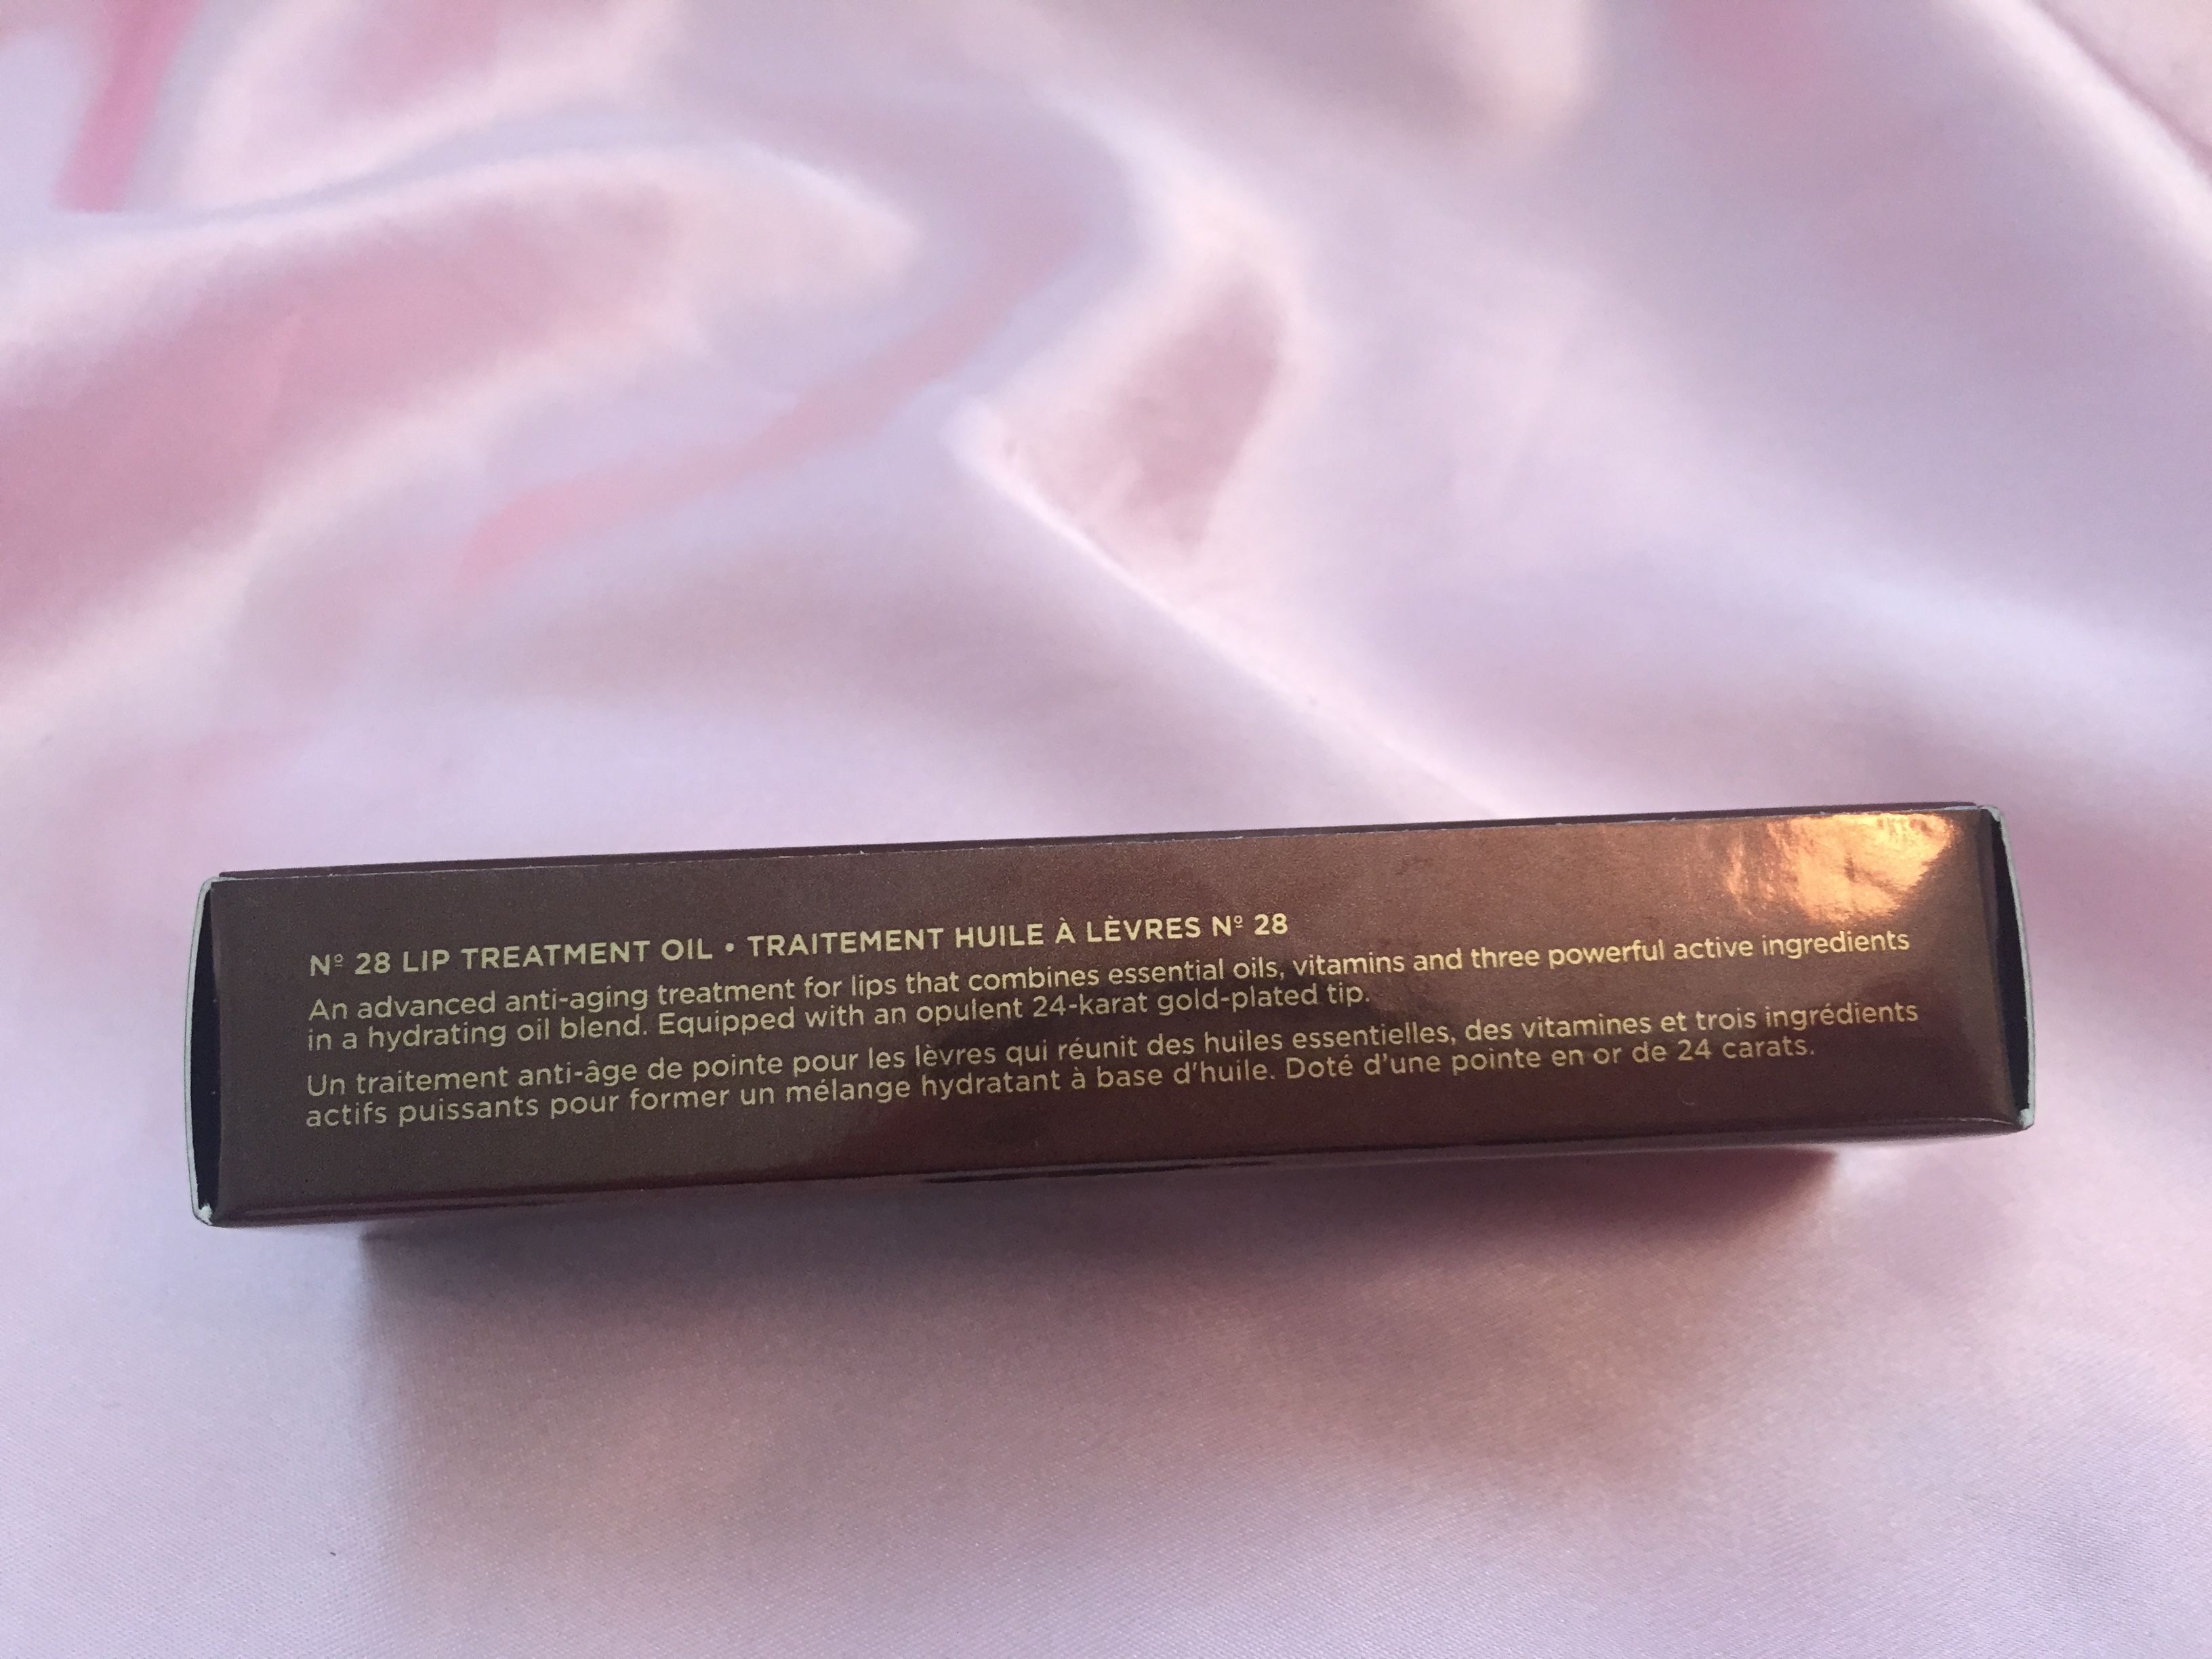 Nº 28 LIP TREATMENT OIL • TRAITEMENT HUILE À LÈVRES Nº 28
An advanced anti-aging treatment for lips that combines essential oils, vitamins and three powerful active ingredients
in a hydrating oil blend. Equipped with an opulent 24-karat gold-plated tip.
Un traitement anti-âge de pointe pour les lèvres qui réunit des huiles essentielles, des vitamines et trois ingrédients
actifs puissants pour former un mélange hydratant à base d'huile. Doté d'une pointe en or de 24 carats.